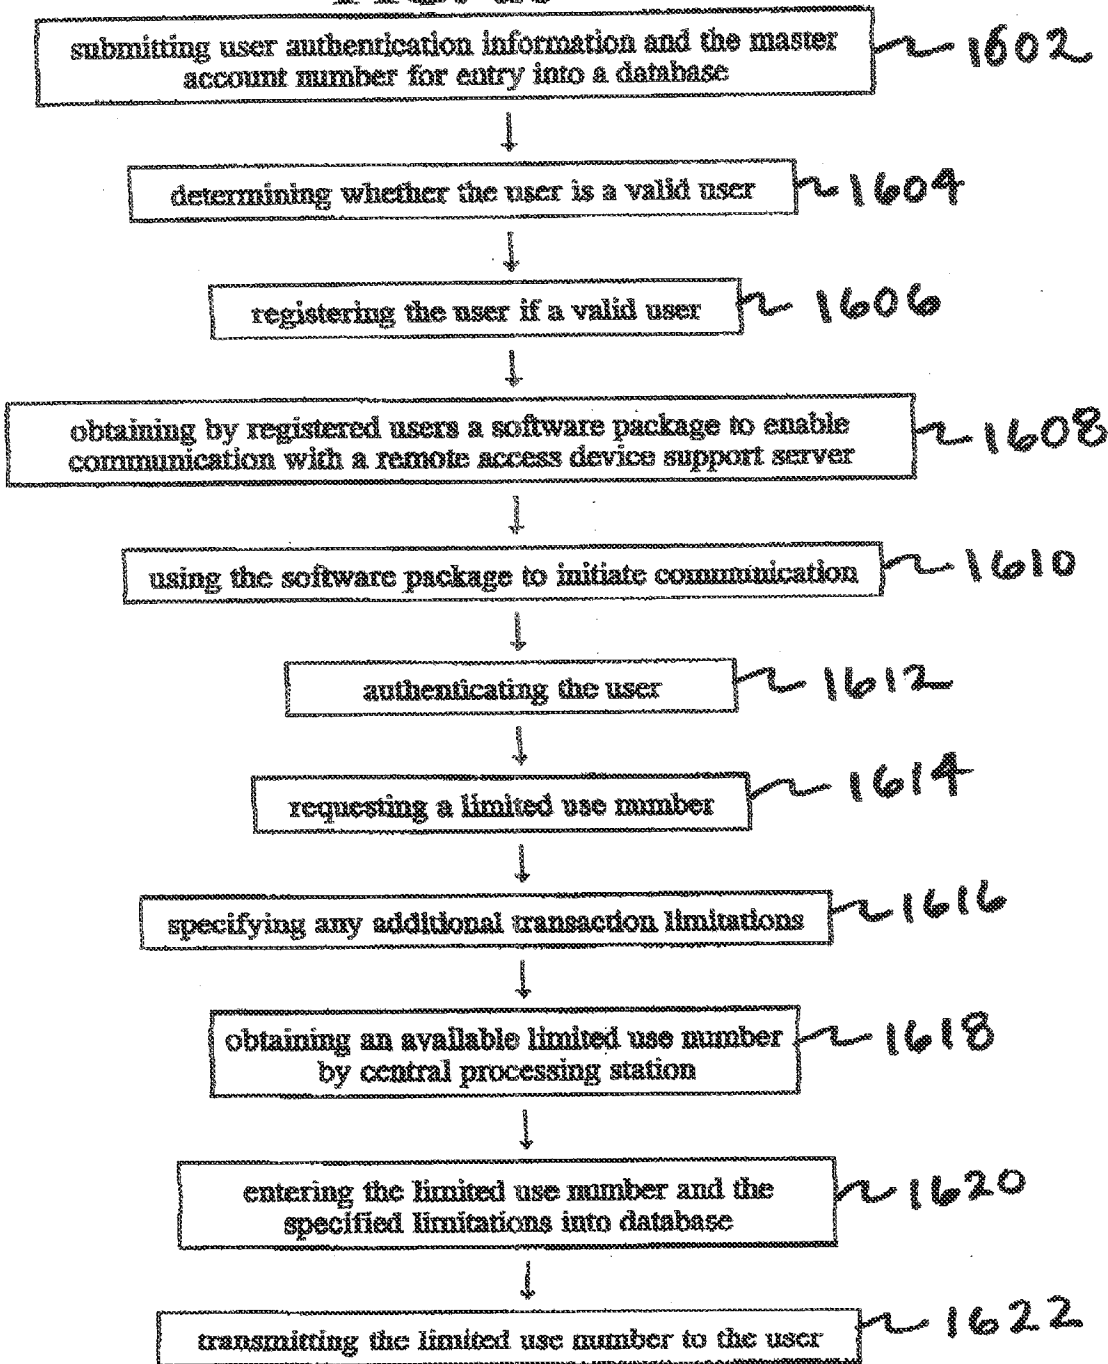 submitting user authentication information and the master
account number for entry into a database
1602
determining whether the user is a valid user
1604
registering the user if a valid user
1606
obtaining by registered users a software package to enable
communication with a remote access device support server
1608
using the software package to initiate communication
1610
authenticating the user
1612
requesting a limited use number
1614
specifying any additional transaction limitations
1616
obtaining an available limited use number
by central processing station
1618
entering the limited use number and the
specified limitations into database
1620
transmitting the limited use number to the user
1622